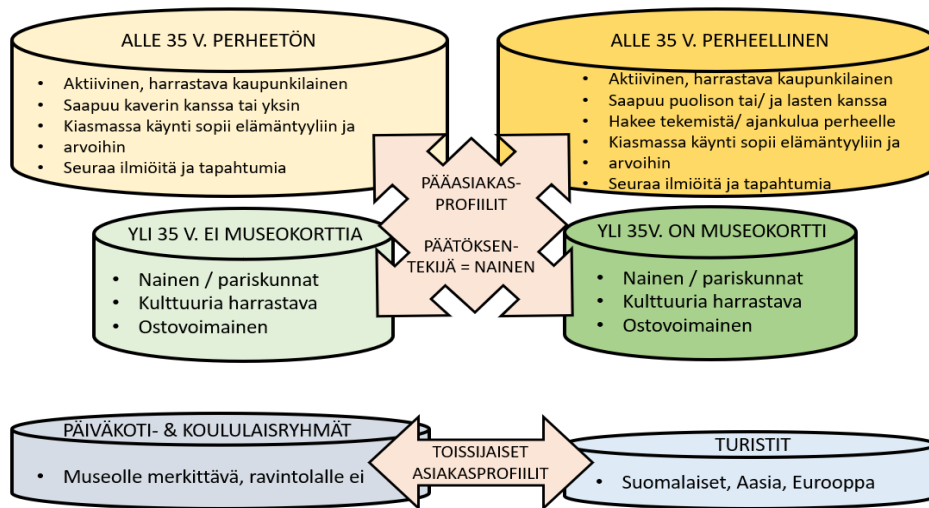 ALLE 35 V. PERHEETÖN
• Aktiivinen, harrastava kaupunkilainen
• Saapuu kaverin kanssa tai yksin
• Kiasmassa käynti sopii elämäntyyliin ja
• arvoihin
• Seuraa ilmiöitä ja tapahtumia
ALLE 35 V. PERHEELLINEN
• Aktiivinen, harrastava kaupunkilainen
• Saapuu puolison tai/ ja lasten kanssa
• Hakee tekemistä/ ajankulua perheelle
• Kiasmassa käynti sopii elämäntyyliin ja
• arvoihin
• Seuraa ilmiöitä ja tapahtumia
PÄÄASIAKAS-
PROFIILIT
PÄÄTÖKSEN-
TEKIJÄ = NAINEN
YLI 35 V. EI MUSEOKORTTIA
• Nainen / pariskunnat
• Kulttuuria harrastava
• Ostovoimainen
YLI 35V. ON MUSEOKORTTI
• Nainen / pariskunnat
• Kulttuuria harrastava
• Ostovoimainen
PÄIVÄKOTI- & KOULULAISRYHMÄT
• Museolle merkittävä, ravintolalle ei
TOISSIJAISET
ASIAKASPROFIILIT
TURISTIT
• Suomalaiset, Aasia, Eurooppa